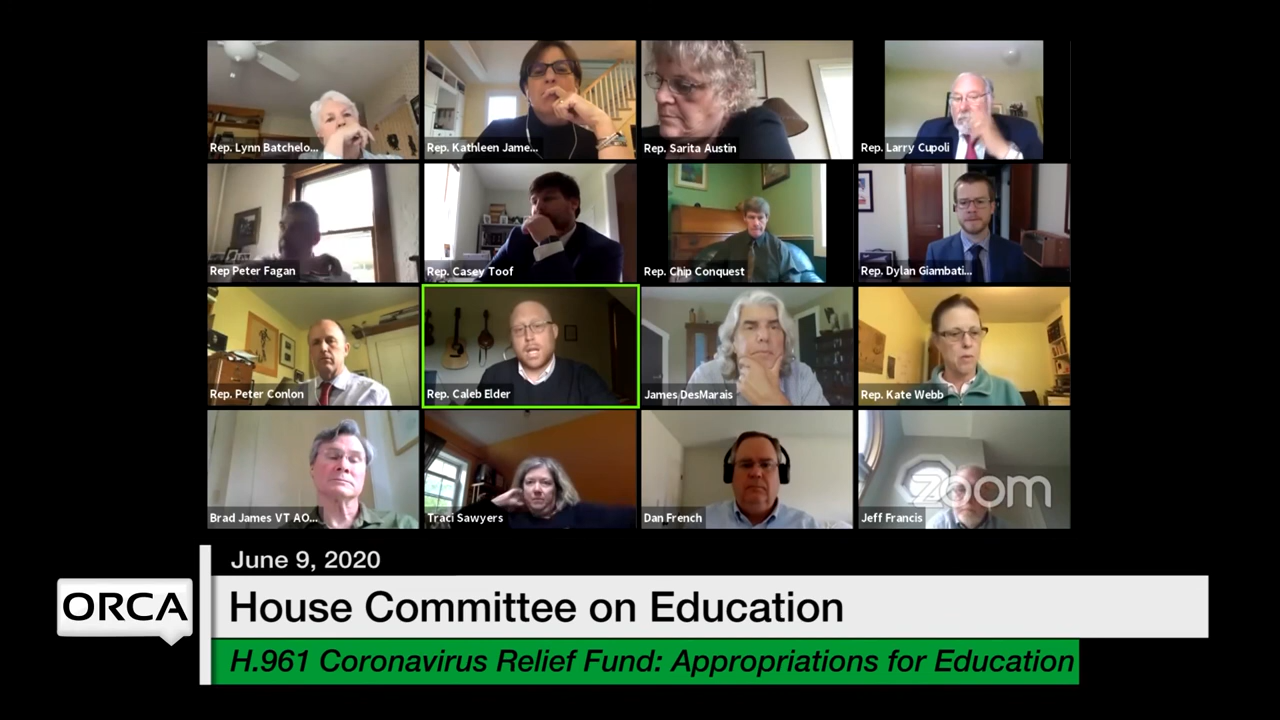 Rep. Lynn Batchelo...
Rep. Kathleen Jame...
Rep. Sarita Austin
Rep. Larry Cupoli
Rep Peter Fagan
Rep. Casey Toof
Rep. Chip Conquest
Rep. Dylan Giambati...
Rep. Peter Conlon
Rep. Caleb Elder
James DesMarais
Rep. Kate Webb
Brad James VT AO...
Traci Sawyers
Dan French
Jeff Francis
zoom
June 9, 2020
ORCA
House Committee on Education
H.961 Coronavirus Relief Fund: Appropriations for Education